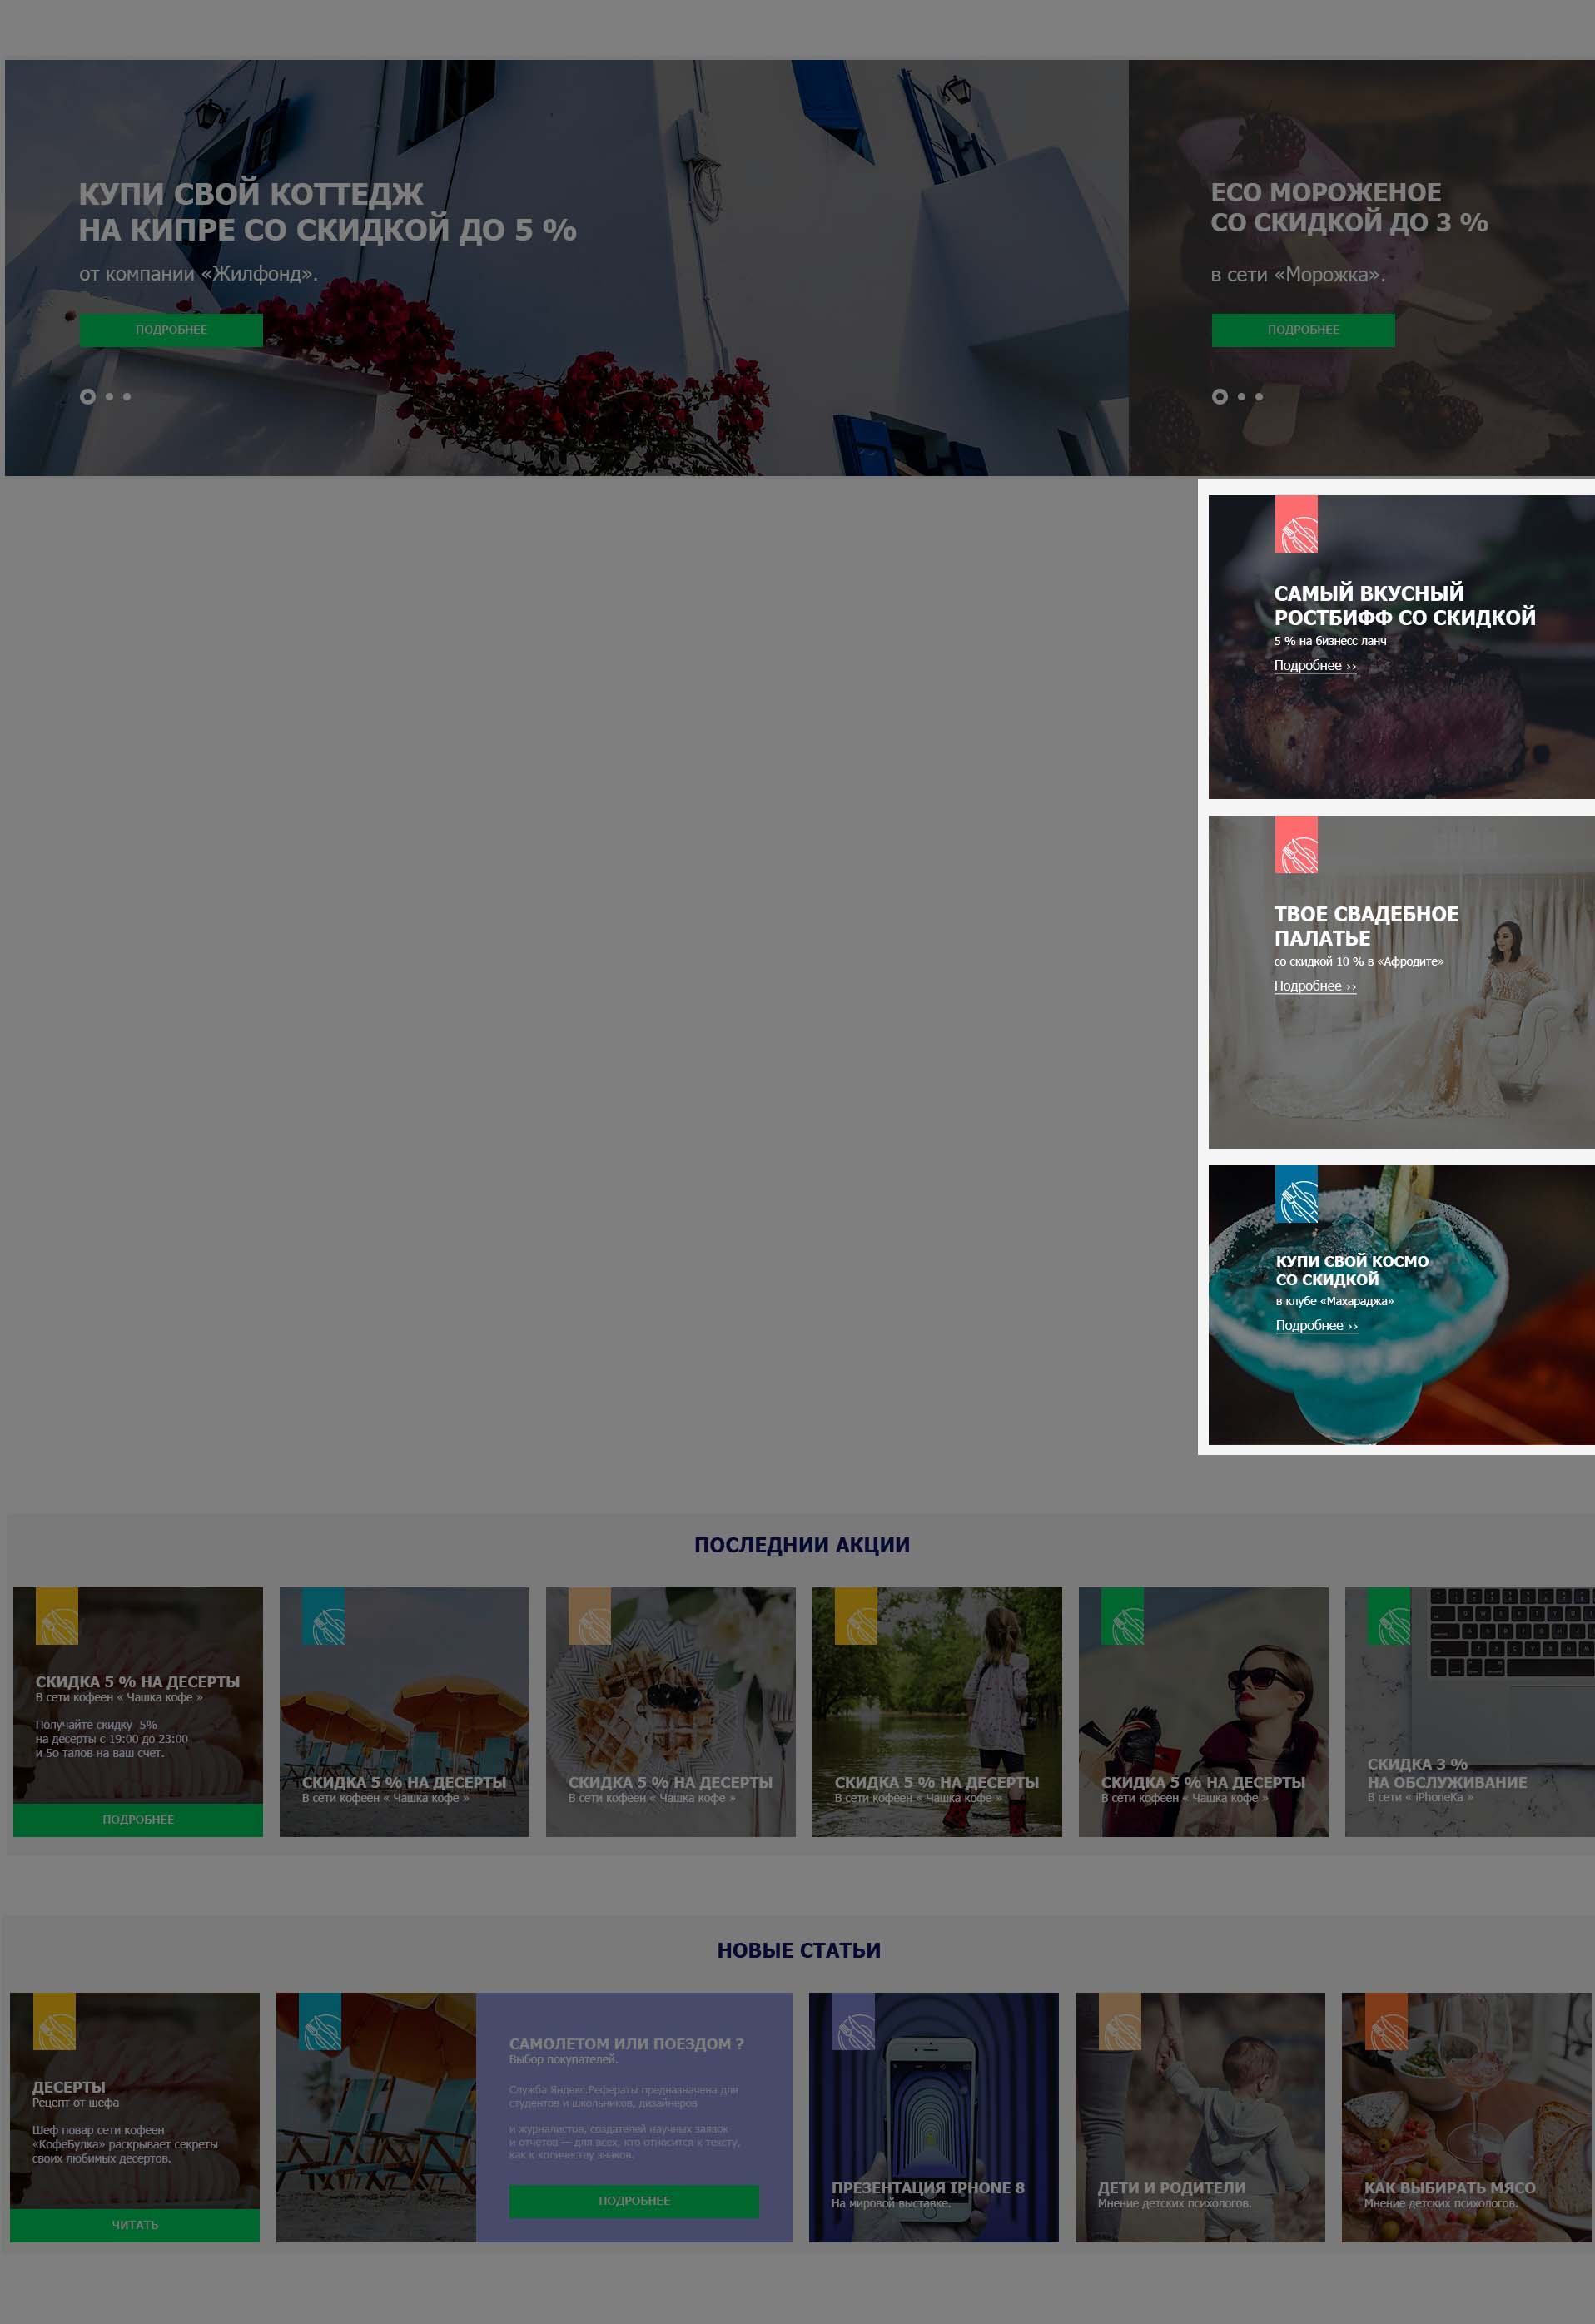 КУПИ СВОЙ КОТТЕДЖ
НА КИПРЕ СО СКИДКОЙ ДО 5 %
от компании «Жилфонд».
ПОДРОБНЕЕ
ECO МОРОЖЕНОЕ
СО СКИДКОЙ ДО 3 %
в сети «Морожка».
ПОДРОБНЕЕ
САМЫЙ ВКУСНЫЙ
РОСТБИФФ СО СКИДКОЙ
5 % на бизнесс ланч
Подробнее ››
ТВОЕ СВАДЕБНОЕ
ПАЛАТЬЕ
со скидкой 10 % в «Афродите»
Подробнее ››
КУПИ СВОЙ КОСМО
СО СКИДКОЙ
в клубе «Махараджа»
Подробнее ››
ПОСЛЕДНИИ АКЦИИ
СКИДКА 5 % НА ДЕСЕРТЫ
В сети кофеен « Чашка кофе »
Получайте скидку 5%
на десерты с 19:00 до 23:00
и 5о талов на ваш счет.
ПОДРОБНЕЕ
СКИДКА 5 % НА ДЕСЕРТЫ
В сети кофеен « Чашка кофе »
СКИДКА 5 % НА ДЕСЕРТЫ
В сети кофеен « Чашка кофе »
СКИДКА 5 % НА ДЕСЕРТЫ
В сети кофеен « Чашка кофе »
СКИДКА 5 % НА ДЕСЕРТЫ
В сети кофеен « Чашка кофе »
СКИДКА 3 %
НА ОБСЛУЖИВАНИЕ
В сети « iPhoneKa »
НОВЫЕ СТАТЬИ
ДЕСЕРТЫ
Рецепт от шефа
Шеф повар сети кофеен
«КофеБулка» раскрывает секреты
своих любимых десертов.
ЧИТАТЬ
САМОЛЕТОМ ИЛИ ПОЕЗДОМ ?
Выбор покупателей.
Служба Яндекс.Рефераты предназначена для
студентов и школьников, дизайнеров
и журналистов, создателей научных заявок
и отчетов — для всех, кто относится к тексту,
как к количеству знаков.
ПОДРОБНЕЕ
ПРЕЗЕНТАЦИЯ IPHONE 8
На мировой выставке.
ДЕТИ И РОДИТЕЛИ
Мнение детских психологов.
КАК ВЫБИРАТЬ МЯСО
Мнение детских психологов.